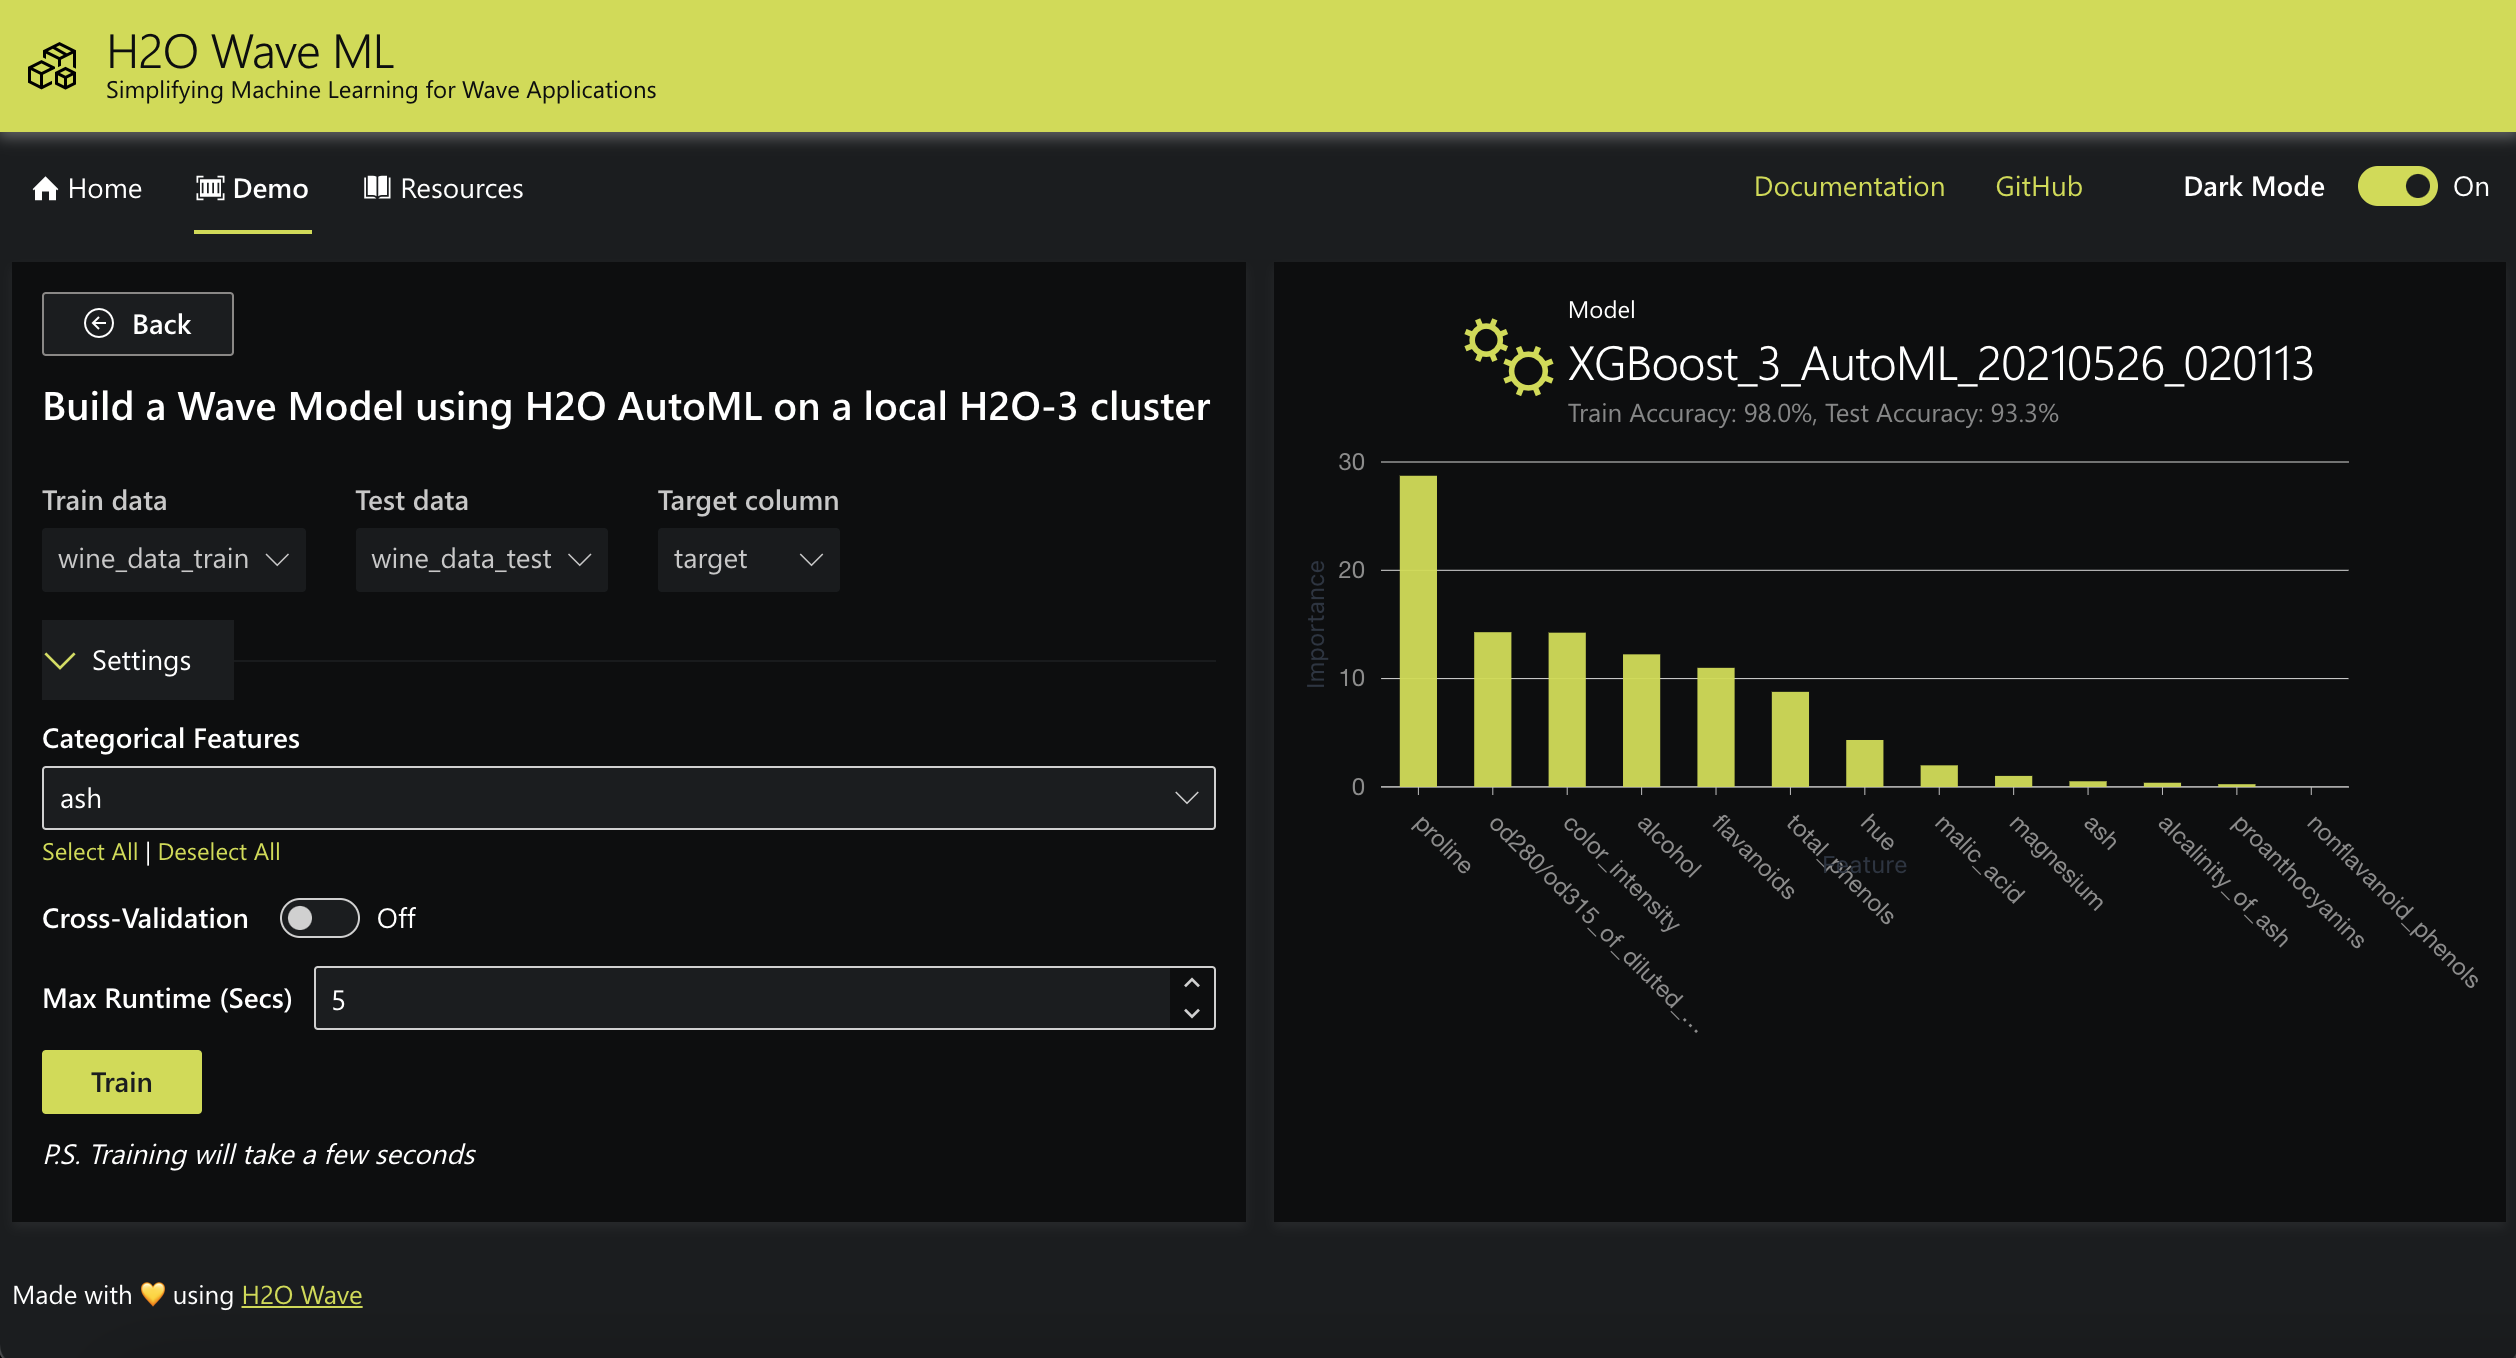 H2O Wave ML
Simplifying Machine Learning for Wave Applications
Home Demo Resources Documentation GitHub Dark Mode On
Back
Build a Wave Model using H2O AutoML on a local H2O-3 cluster
Train data Test data Target column
wine_data_train wine_data_test target
Settings
Categorical Features
ash
Select All | Deselect All
Cross-Validation Off
Max Runtime (Secs) 5
Train
P.S. Training will take a few seconds
Model
XGBoost_3_AutoML_20210526_020113
Train Accuracy: 98.0%, Test Accuracy: 93.3%
Importance
30
20
10
0
proline
od280/od315_of_diluted_...
color_intensity
alcohol
flavanoids
total_phenols
hue
malic_acid
magnesium
ash
alcalinity_of_ash
proanthocyanins
nonflavanoid_phenols
Feature
Made with 💛 using H2O Wave